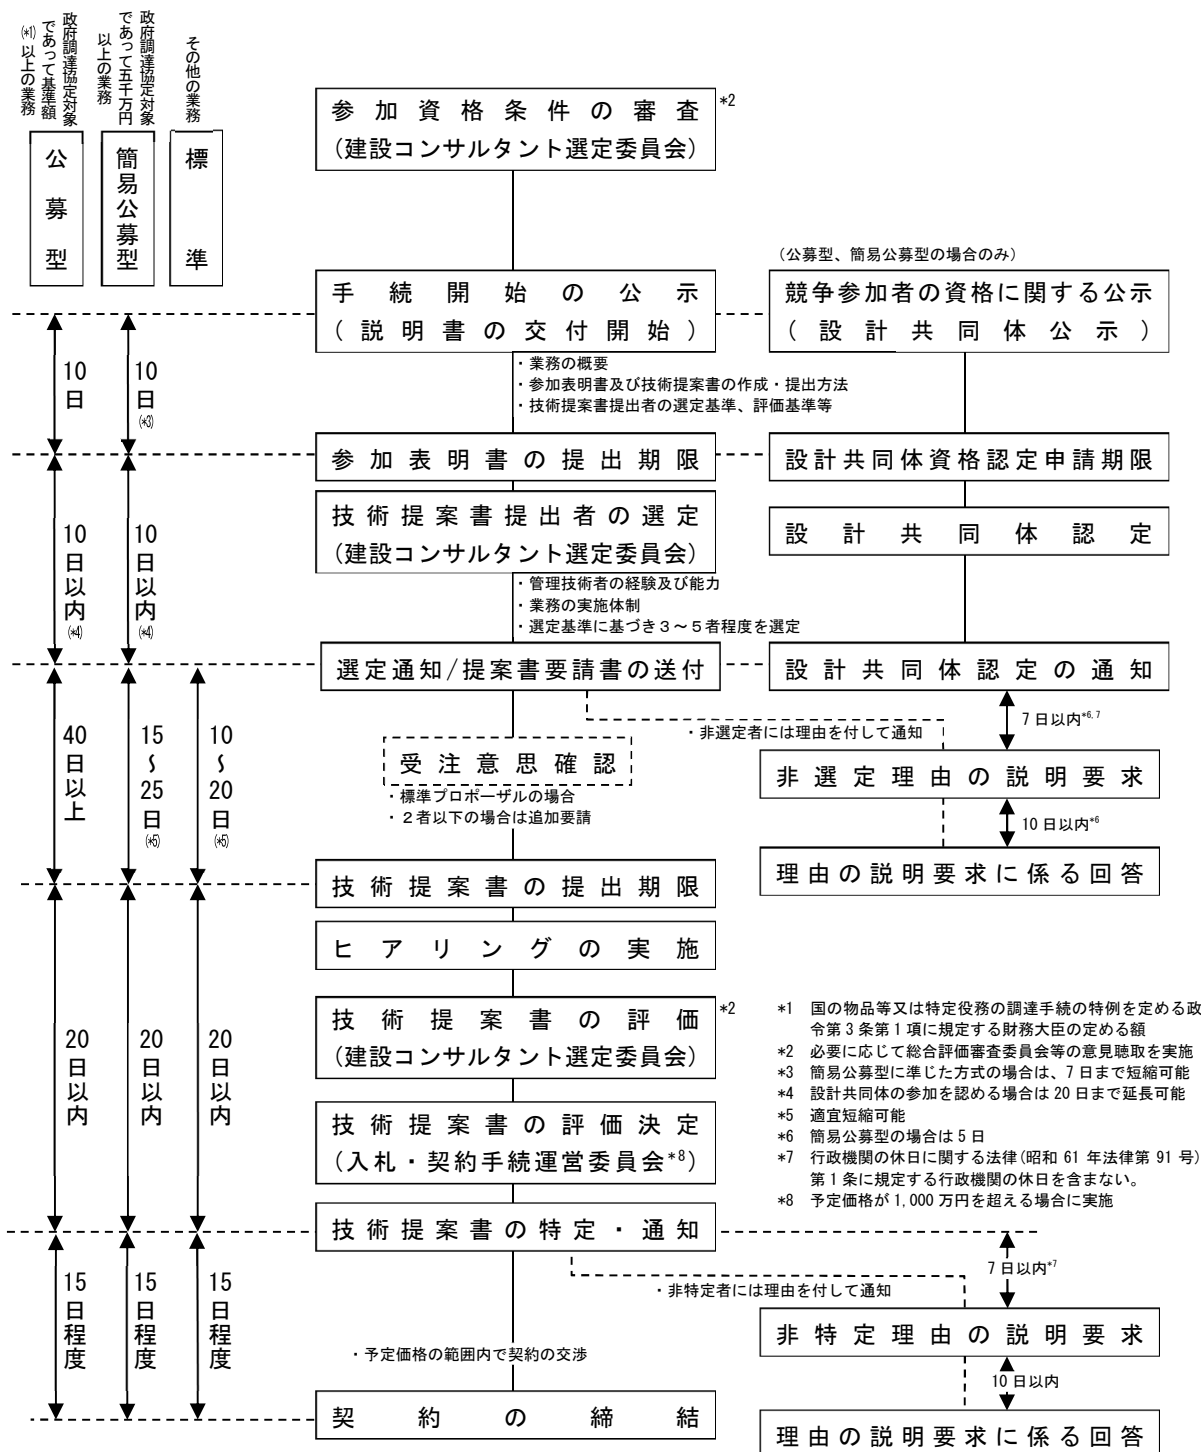 政府調達協定対象
であって基準額
(*1)以上の業務
公募型
政府調達協定対象
であって五千万円
以上の業務
簡易公募型
その他の業務
標準
参加資格条件の審査*2
(建設コンサルタント選定委員会)
(公募型、簡易公募型の場合のみ)
手続開始の公示
(説明書の交付開始)
競争参加者の資格に関する公示
(設計共同体公示)
・業務の概要
・参加表明書及び技術提案書の作成・提出方法
・技術提案書提出者の選定基準、評価基準等
10日
10日(*3)
参加表明書の提出期限
設計共同体資格認定申請期限
技術提案書提出者の選定
(建設コンサルタント選定委員会)
設計共同体認定
・管理技術者の経験及び能力
・業務の実施体制
・選定基準に基づき3~5者程度を選定
10日以内(*4)
10日以内(*4)
選定通知/提案書要請書の送付
設計共同体認定の通知
7日以内*6,7
・非選定者には理由を付して通知
受注意思確認
・標準プロポーザルの場合
・2者以下の場合は追加要請
非選定理由の説明要求
10日以内*6
理由の説明要求に係る回答
40日以上
15~25日(*5)
10~20日(*5)
技術提案書の提出期限
ヒアリングの実施
技術提案書の評価*2
(建設コンサルタント選定委員会)
技術提案書の評価決定
(入札・契約手続運営委員会*8)
20日以内
20日以内
20日以内
*1 国の物品等又は特定役務の調達手続の特例を定める政
令第3条第1項に規定する財務大臣の定める額
*2 必要に応じて総合評価審査委員会等の意見聴取を実施
*3 簡易公募型に準じた方式の場合は、7日まで短縮可能
*4 設計共同体の参加を認める場合は20日まで延長可能
*5 適宜短縮可能
*6 簡易公募型の場合は5日
*7 行政機関の休日に関する法律(昭和61年法律第91号)
第1条に規定する行政機関の休日を含まない。
*8 予定価格が1,000万円を超える場合に実施
技術提案書の特定・通知
7日以内*7
・非特定者には理由を付して通知
非特定理由の説明要求
10日以内
理由の説明要求に係る回答
15日程度
15日程度
15日程度
・予定価格の範囲内で契約の交渉
契約の締結